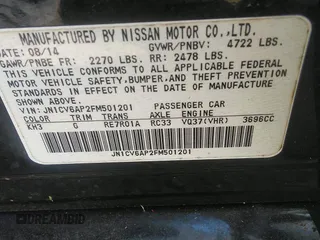 MANUFACTURED BY NISSAN MOTOR CO., LTD.
DATE: 08/14 GVWR/PNBV: 4722 LBS.
GAWR/PNBE FR: 2270 LBS. RR: 2478 LBS.
THIS VEHICLE CONFORMS TO ALL APPLICABLE FEDERAL
MOTOR VEHICLE SAFETY, BUMPER, AND THEFT PREVENTION
STANDARDS IN EFFECT ON THE DATE OF
MANUFACTURE SHOWN ABOVE.
VIN: JN1CV6AP2FM501201 PASSENGER CAR
COLOR TRIM TRANS AXLE ENGINE
KH3 G RE7R01A RC33 VQ37(VHR) 3696CC
JN1CV6AP2FM501201
DREAMBID